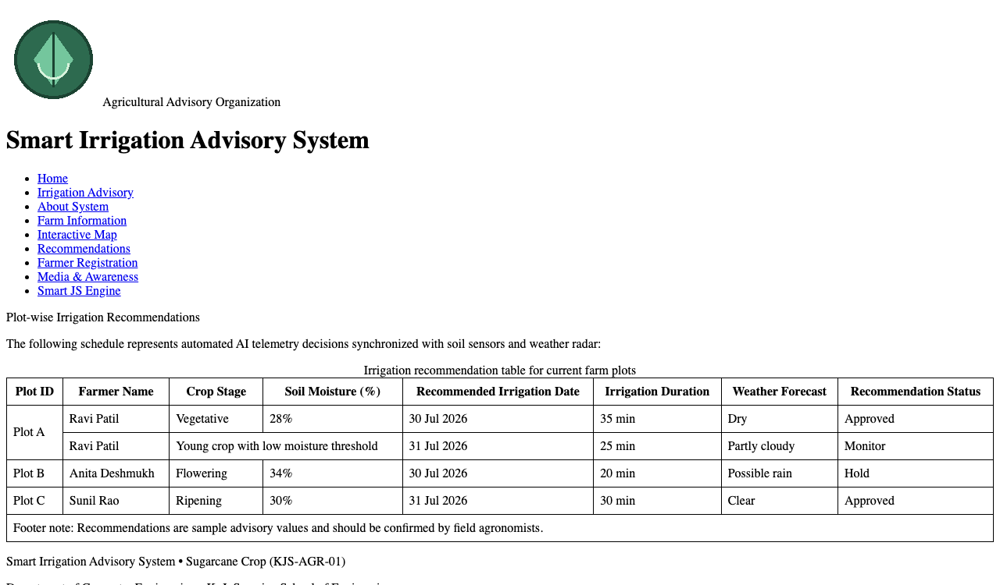 Agricultural Advisory Organization
Smart Irrigation Advisory System
Home
Irrigation Advisory
About System
Farm Information
Interactive Map
Recommendations
Farmer Registration
Media & Awareness
Smart JS Engine
Plot-wise Irrigation Recommendations
The following schedule represents automated AI telemetry decisions synchronized with soil sensors and weather radar:
Irrigation recommendation table for current farm plots
Plot ID Farmer Name Crop Stage Soil Moisture (%) Recommended Irrigation Date Irrigation Duration Weather Forecast Recommendation Status
Plot A Ravi Patil Vegetative 28% 30 Jul 2026 35 min Dry Approved
Ravi Patil Young crop with low moisture threshold 31 Jul 2026 25 min Partly cloudy Monitor
Plot B Anita Deshmukh Flowering 34% 30 Jul 2026 20 min Possible rain Hold
Plot C Sunil Rao Ripening 30% 31 Jul 2026 30 min Clear Approved
Footer note: Recommendations are sample advisory values and should be confirmed by field agronomists.
Smart Irrigation Advisory System • Sugarcane Crop (KJS-AGR-01)